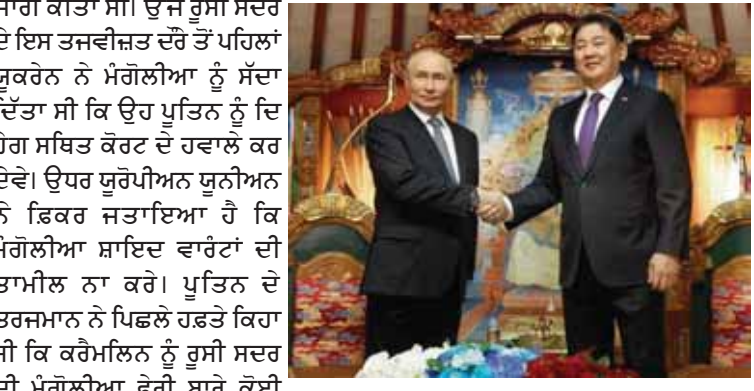 ਜਾਰੀ ਕੀਤਾ ਸੀ। ਉਂਜ ਰੂਸੀ ਸਦਰ
ਦੇ ਇਸ ਤਜਵੀਜ਼ਤ ਦੌਰੇ ਤੋਂ ਪਹਿਲਾਂ
ਯੂਕਰੇਨ ਨੇ ਮੰਗੋਲੀਆ ਨੂੰ ਸੱਦਾ
ਦਿੱਤਾ ਸੀ ਕਿ ਉਹ ਪੂਤਿਨ ਨੂੰ ਦਿ
ਹੇਗ ਸਥਿਤ ਕੋਰਟ ਦੇ ਹਵਾਲੇ ਕਰ
ਦੇਵੇ। ਉਧਰ ਯੂਰੋਪੀਅਨ ਯੂਨੀਅਨ
ਨੇ ਫ਼ਿਕਰ ਜਤਾਇਆ ਹੈ ਕਿ
ਮੰਗੋਲੀਆ ਸ਼ਾਇਦ ਵਾਰੰਟਾਂ ਦੀ
ਤਾਮੀਲ ਨਾ ਕਰੇ। ਪੂਤਿਨ ਦੇ
ਤਰਜਮਾਨ ਨੇ ਪਿਛਲੇ ਹਫ਼ਤੇ ਕਿਹਾ
ਸੀ ਕਿ ਕਰੈਮਲਿਨ ਨੂੰ ਰੂਸੀ ਸਦਰ
ਦੀ ਮੰਗੋਲੀਆ ਫੇਰੀ ਬਾਰੇ ਕੋਈ